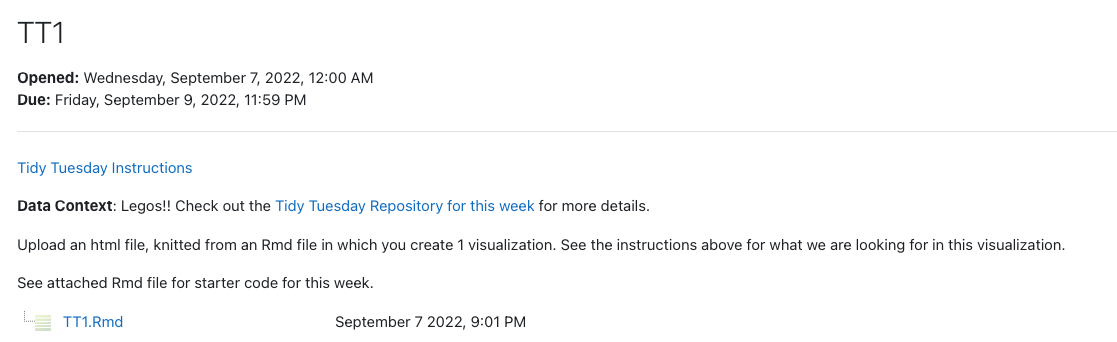 TT1
Opened: Wednesday, September 7, 2022, 12:00 AM
Due: Friday, September 9, 2022, 11:59 PM
Tidy Tuesday Instructions
Data Context: Legos!! Check out the Tidy Tuesday Repository for this week for more details.
Upload an html file, knitted from an Rmd file in which you create 1 visualization. See the instructions above for what we are looking for in this visualization.
See attached Rmd file for starter code for this week.
TT1.Rmd September 7 2022, 9:01 PM